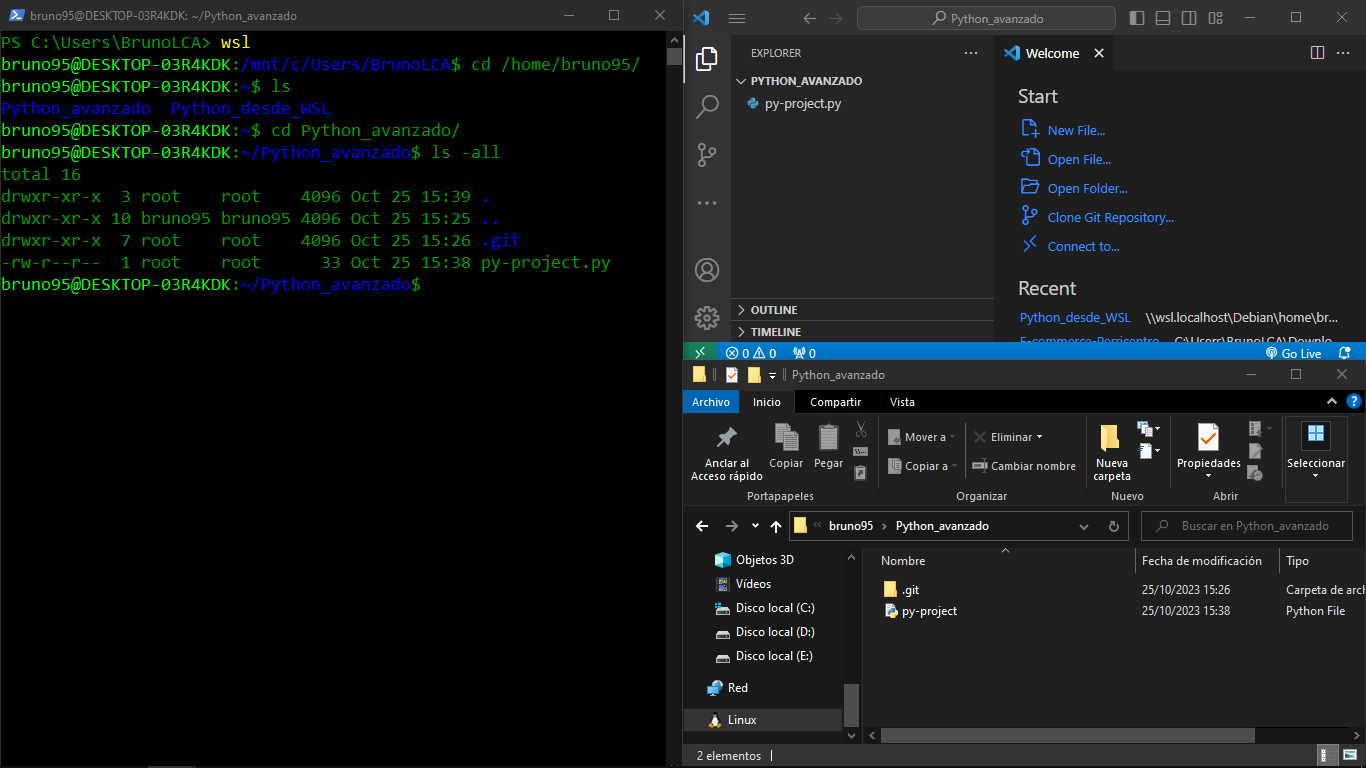 bruno95@DESKTOP-03R4KDK: ~/Python_avanzado
PS C:\Users\BrunoLCA> wsl
bruno95@DESKTOP-03R4KDK:/mnt/c/Users/BrunoLCA$ cd /home/bruno95/
bruno95@DESKTOP-03R4KDK:~$ ls
Python_avanzado  Python_desde_WSL
bruno95@DESKTOP-03R4KDK:~$ cd Python_avanzado/
bruno95@DESKTOP-03R4KDK:~/Python_avanzado$ ls -all
total 16
drwxr-xr-x  3 root    root    4096 Oct 25 15:39 .
drwxr-xr-x 10 bruno95 bruno95 4096 Oct 25 15:25 ..
drwxr-xr-x  7 root    root    4096 Oct 25 15:26 .git
-rw-r--r--  1 root    root      33 Oct 25 15:38 py-project.py
bruno95@DESKTOP-03R4KDK:~/Python_avanzado$
Python_avanzado
EXPLORER
PYTHON_AVANZADO
py-project.py
OUTLINE
TIMELINE
Welcome
Start
New File...
Open File...
Open Folder...
Clone Git Repository...
Connect to...
Recent
Python_desde_WSL \\wsl.localhost\Debian\home\br...
E-commerce-Perricentro C:\Users\BrunoLCA\Downlo...
0 0 0 Go Live
Python_avanzado
Archivo Inicio Compartir Vista
Anclar al Acceso rápido
Copiar
Pegar
Portapapeles
Mover a
Copiar a
Eliminar
Cambiar nombre
Organizar
Nueva carpeta
Nuevo
Propiedades
Abrir
Seleccionar
bruno95 Python_avanzado
Buscar en Python_avanzado
Objetos 3D
Vídeos
Disco local (C:)
Disco local (D:)
Disco local (E:)
Red
Linux
Nombre Fecha de modificación Tipo
.git 25/10/2023 15:26 Carpeta de arch
py-project 25/10/2023 15:38 Python File
2 elementos